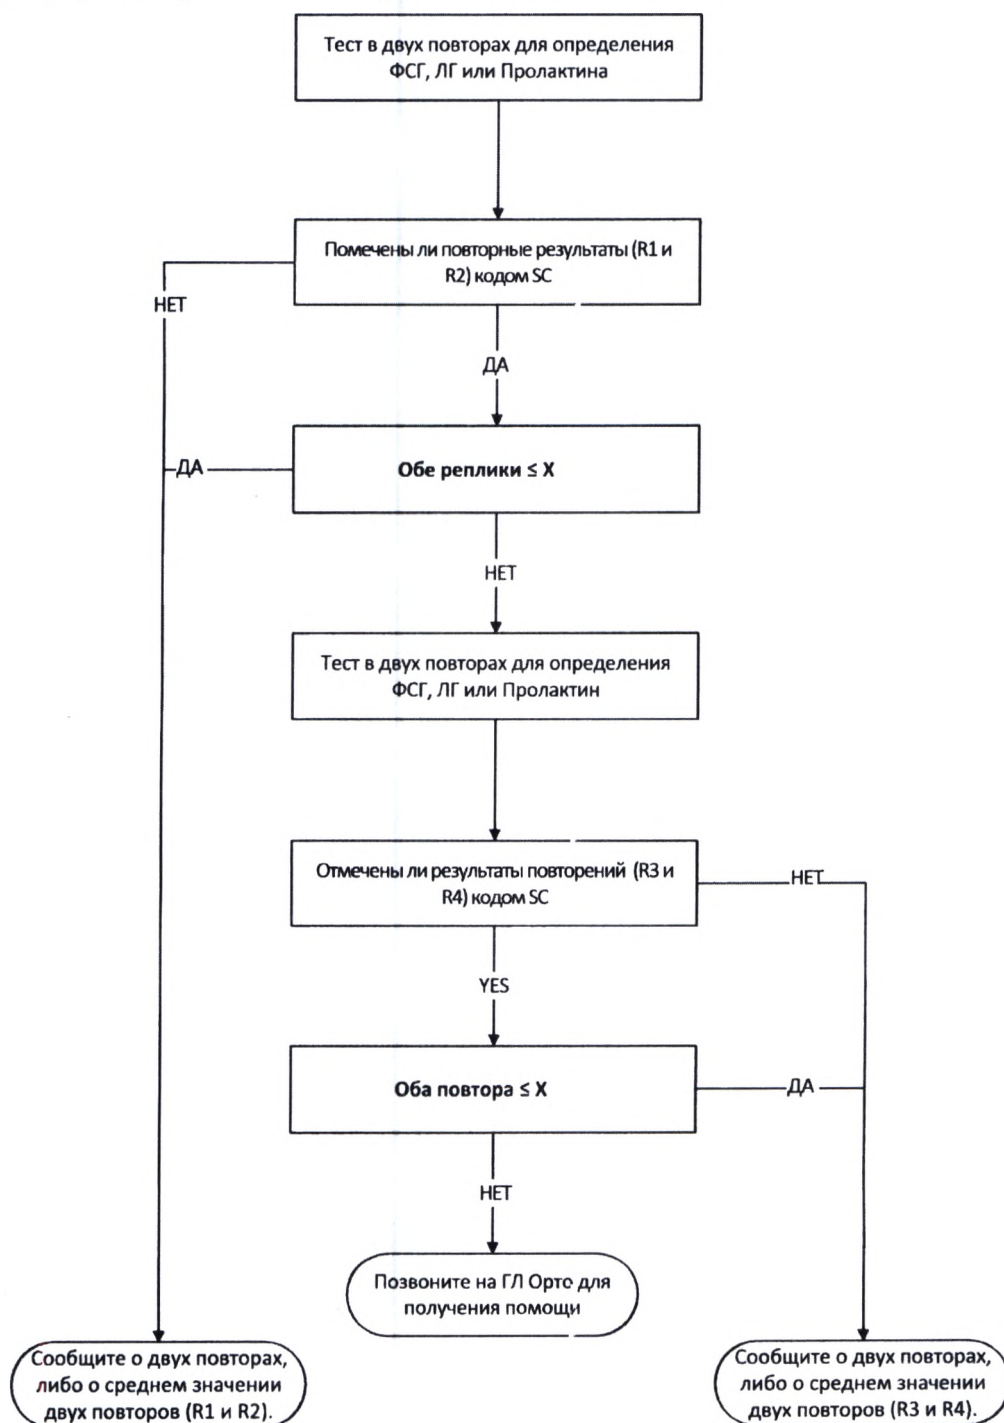 Тест в двух повторах для определения
ФСГ, ЛГ или Пролактина
Помечены ли повторные результаты (R1 и
R2) кодом SC
НЕТ
ДА
Обе реплики ≤ X
ДА
НЕТ
Тест в двух повторах для определения
ФСГ, ЛГ или Пролактин
Отмечены ли результаты повторений (R3 и
R4) кодом SC
НЕТ
YES
Оба повтора ≤ X
ДА
НЕТ
Позвоните на ГЛ Орто для
получения помощи
Сообщите о двух повторах,
либо о среднем значении
двух повторов (R1 и R2).
Сообщите о двух повторах,
либо о среднем значении
двух повторов (R3 и R4).